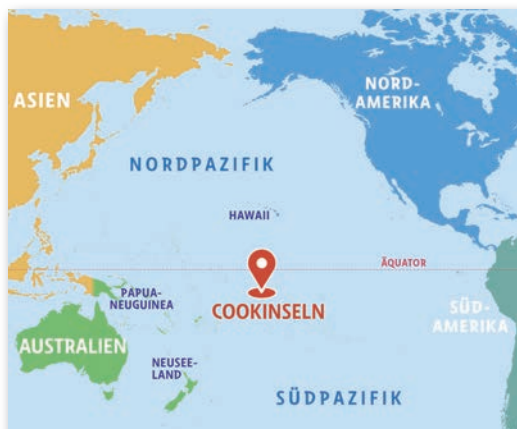 ASIEN
NORD-
AMERIKA
NORDPAZIFIK
HAWAII
ÄQUATOR
PAPUA-
NEUGUINEA
COOKINSELN
SÜD-
AMERIKA
AUSTRALIEN
NEUSEE-
LAND
SÜDPAZIFIK